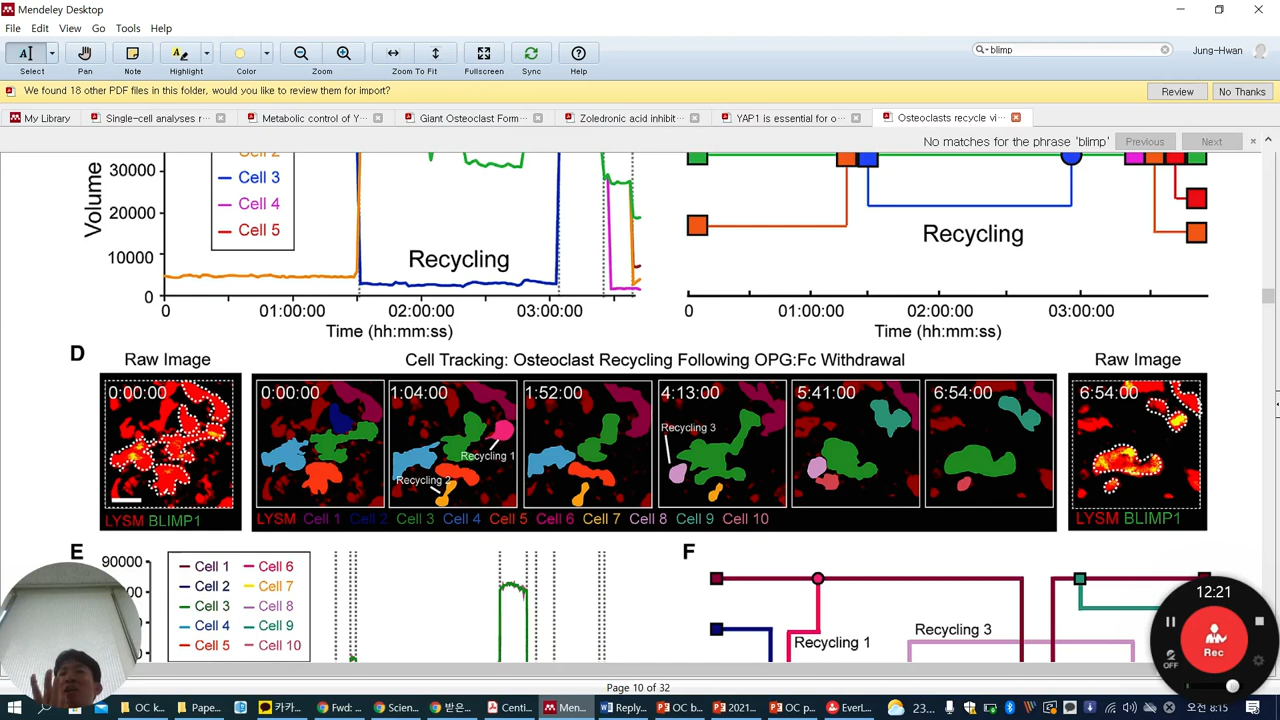 Mendeley Desktop
File Edit View Go Tools Help
blimp
Jung-Hwan
Select Pan Note Highlight Color Zoom Zoom To Fit Fullscreen Sync Help
We found 18 other PDF files in this folder, would you like to review them for import?
Review No Thanks
My Library Single-cell analyses r··· Metabolic control of Y··· Giant Osteoclast Form··· Zoledronic acid inhibit··· YAP1 is essential for o··· Osteoclasts recycle vi···
No matches for the phrase 'blimp' Previous Next
Volume
30000
20000
10000
0
Cell 2
Cell 3
Cell 4
Cell 5
Recycling
0 01:00:00 02:00:00 03:00:00
Time (hh:mm:ss)
Recycling
0 01:00:00 02:00:00 03:00:00
Time (hh:mm:ss)
D
Raw Image Cell Tracking: Osteoclast Recycling Following OPG:Fc Withdrawal Raw Image
0:00:00 0:00:00 1:04:00 1:52:00 4:13:00 5:41:00 6:54:00 6:54:00
Recycling 1
Recycling 2
Recycling 3
LYSM BLIMP1 LYSM Cell 1 Cell 2 Cell 3 Cell 4 Cell 5 Cell 6 Cell 7 Cell 8 Cell 9 Cell 10 LYSM BLIMP1
E
90000
Cell 1 Cell 6
Cell 2 Cell 7
Cell 3 Cell 8
Cell 4 Cell 9
Cell 5 Cell 10
F
Recycling 1
Recycling 3
12:21
Rec
OFF
Page 10 of 32
OC k··· Pape··· 카카··· Fwd: ··· Scien··· 받은··· Centi··· Men··· Reply··· OC b··· 2021··· OC p··· EverL··· 23··· 오전 8:15